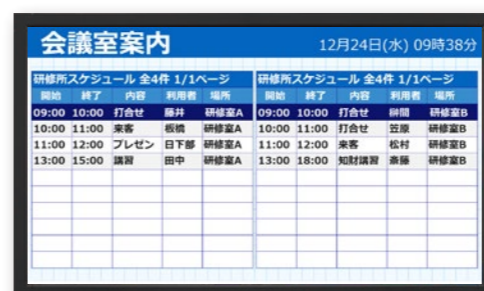 会議室案内
12月24日(水) 09時38分
研修所スケジュール 全4件 1/1ページ
開始 終了 内容 利用者 場所
09:00 10:00 打合せ 藤井 研修室A
10:00 11:00 来客 板橋 研修室A
11:00 12:00 プレゼン 日下部 研修室A
13:00 15:00 講習 田中 研修室A
研修所スケジュール 全4件 1/1ページ
開始 終了 内容 利用者 場所
09:00 10:00 打合せ 榊間 研修室B
10:00 11:00 打合せ 笠原 研修室B
11:00 12:00 来客 松村 研修室B
13:00 18:00 知財講習 斎藤 研修室B